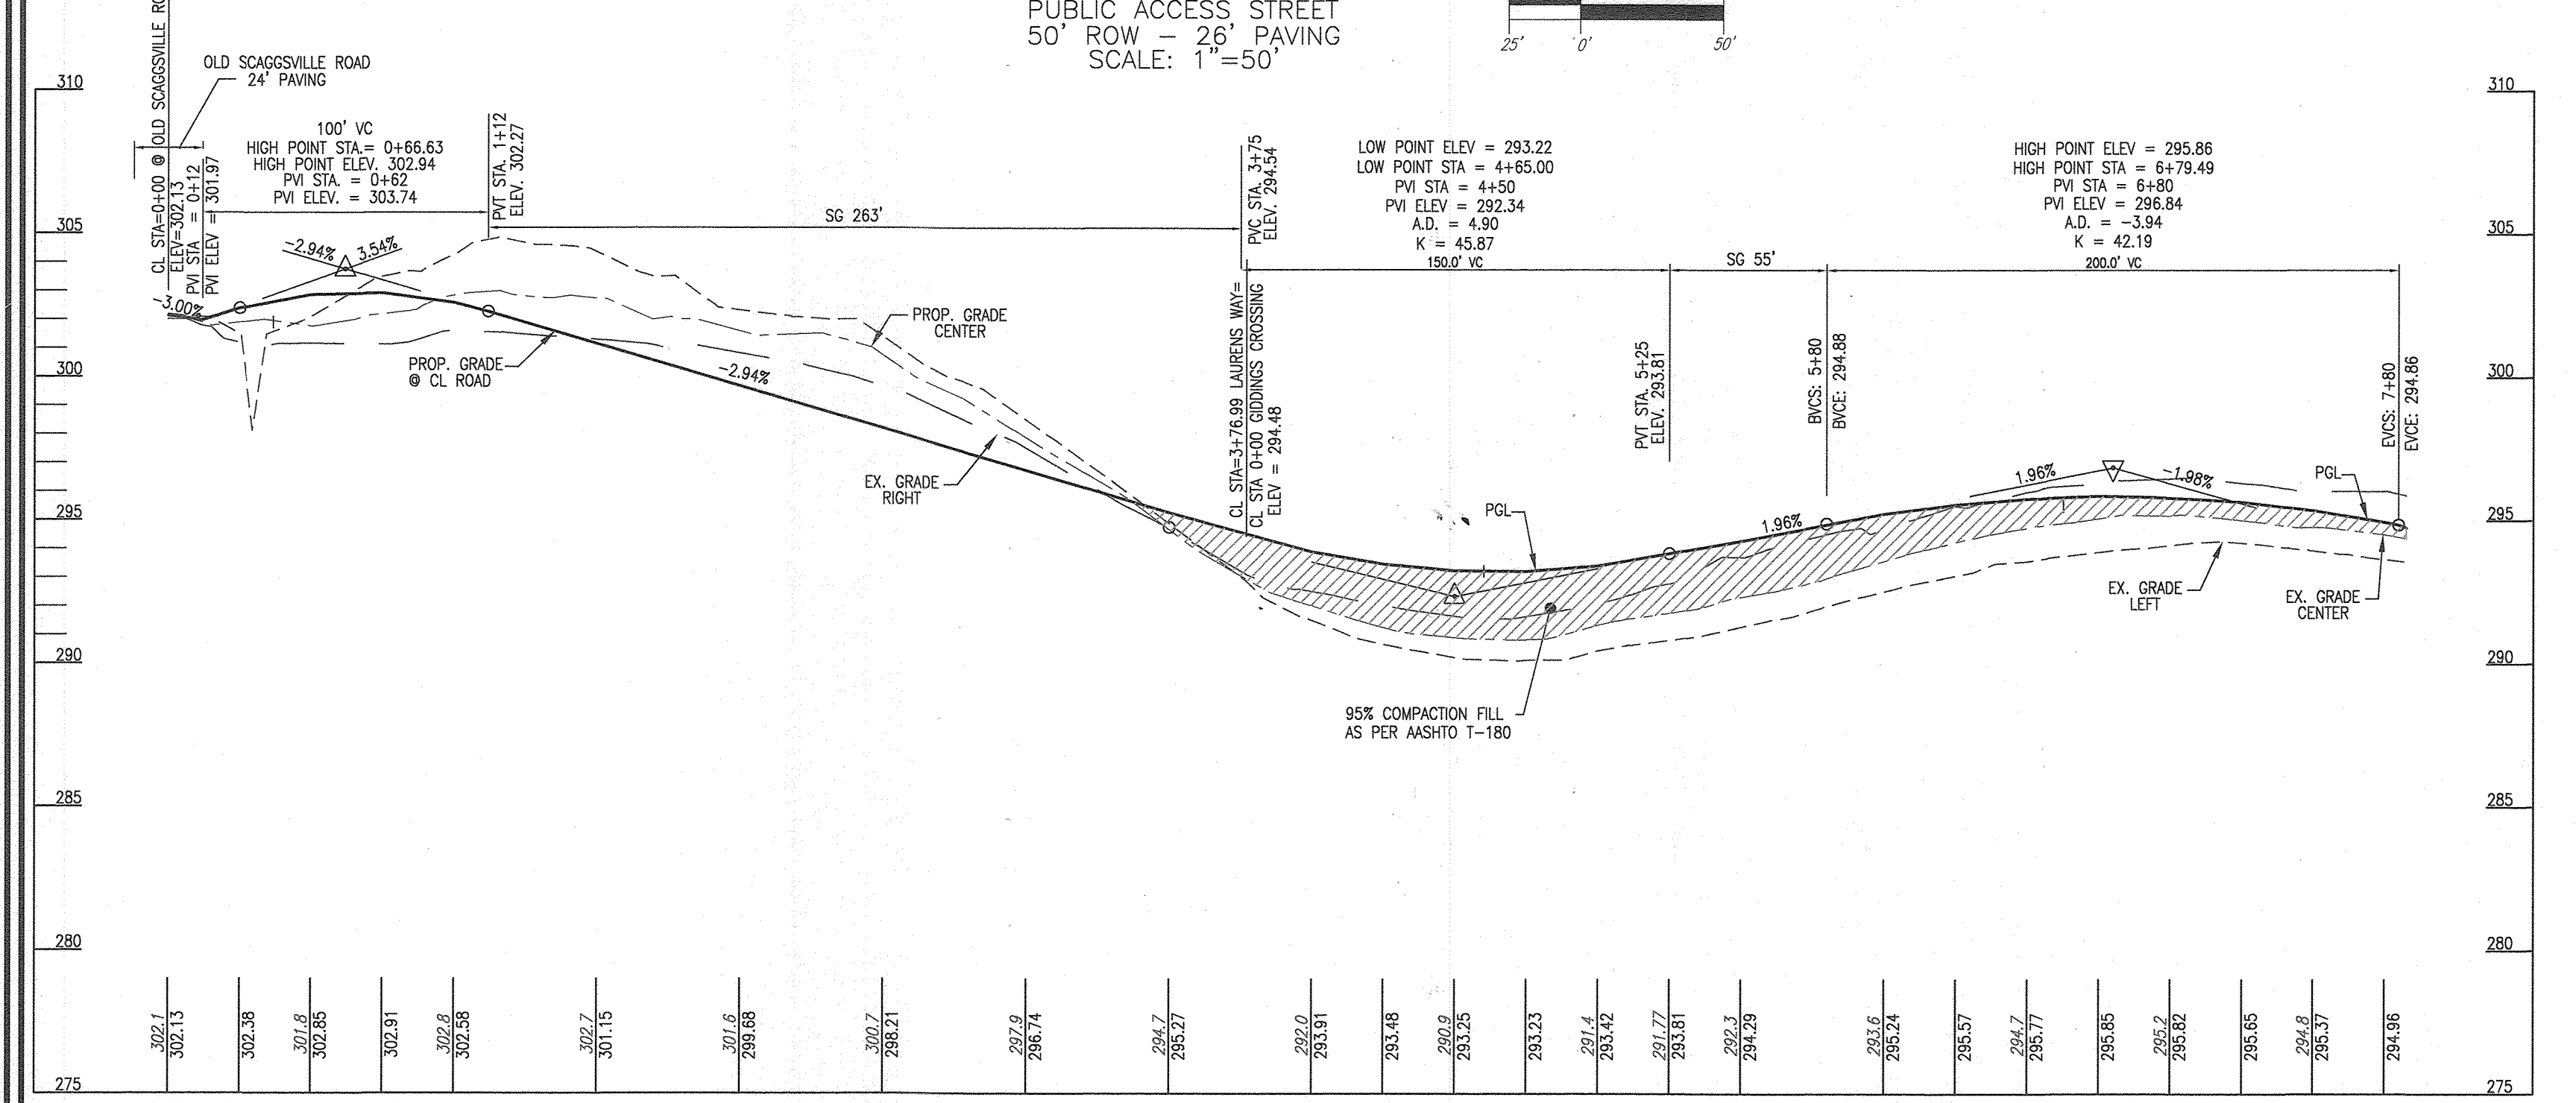 PUBLIC ACCESS STREET
50' ROW - 26' PAVING
SCALE: 1"=50'
25'
0'
50'
OLD SCAGGSVILLE ROAD
24' PAVING
310
305
300
295
290
285
280
275
310
305
300
295
290
285
280
275
CL STA=0+00 @ OLD SCAGGSVILLE
ELEV=302.13
PVI STA = 0+12
PVI ELEV = 301.97
100' VC
HIGH POINT STA.= 0+66.63
HIGH POINT ELEV. 302.94
PVI STA. = 0+62
PVI ELEV. = 303.74
PVT STA. 1+12
ELEV. 302.27
SG 263'
-2.94%
3.54%
-3.00%
PROP. GRADE
@ CL ROAD
-2.94%
PROP. GRADE
CENTER
EX. GRADE
RIGHT
PVC STA. 3+75
ELEV. 294.54
CL STA=3+76.99 LAURENS WAY=
CL STA 0+00 GIDDINGS CROSSING
ELEV = 294.48
LOW POINT ELEV = 293.22
LOW POINT STA = 4+65.00
PVI STA = 4+50
PVI ELEV = 292.34
A.D. = 4.90
K = 45.87
150.0' VC
PGL
95% COMPACTION FILL
AS PER AASHTO T-180
SG 55'
PVT STA. 5+25
ELEV. 293.81
1.96%
BVCS: 5+80
BVCE: 294.88
HIGH POINT ELEV = 295.86
HIGH POINT STA = 6+79.49
PVI STA = 6+80
PVI ELEV = 296.84
A.D. = -3.94
K = 42.19
200.0' VC
1.96%
-1.98%
PGL
EVCS: 7+80
EVCE: 294.86
EX. GRADE
LEFT
EX. GRADE
CENTER
302.1
302.13
302.38
301.8
302.85
302.91
302.8
302.58
302.7
301.15
301.6
299.68
300.7
298.21
297.9
296.74
294.7
295.27
292.0
293.91
293.48
290.9
293.25
293.23
291.4
293.42
291.77
293.81
292.3
294.29
293.6
295.24
295.57
294.7
295.77
295.85
295.2
295.82
295.65
294.8
295.37
294.96